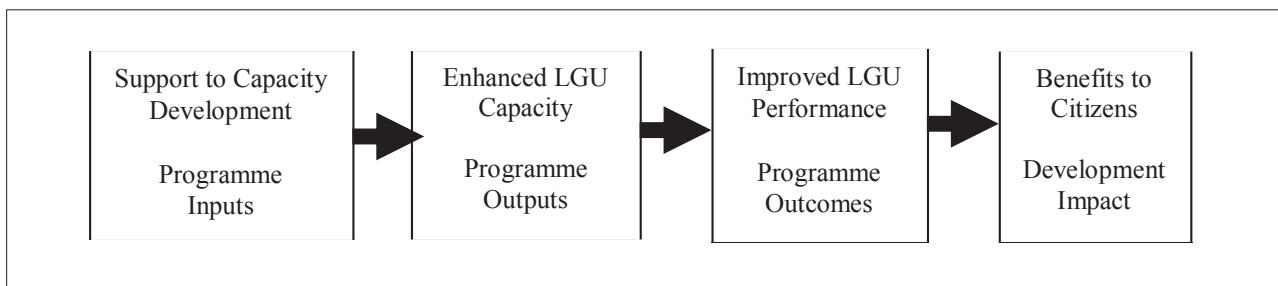 Support to Capacity
Development
Programme
Inputs
Enhanced LGU
Capacity
Programme
Outputs
Improved LGU
Performance
Programme
Outcomes
Benefits to
Citizens
Development
Impact